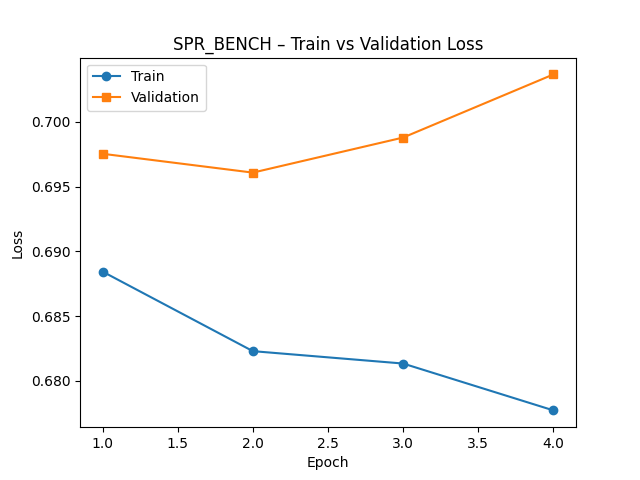 SPR_BENCH – Train vs Validation Loss
Train
Validation
0.700
0.695
0.690
0.685
0.680
Loss
1.0 1.5 2.0 2.5 3.0 3.5 4.0
Epoch